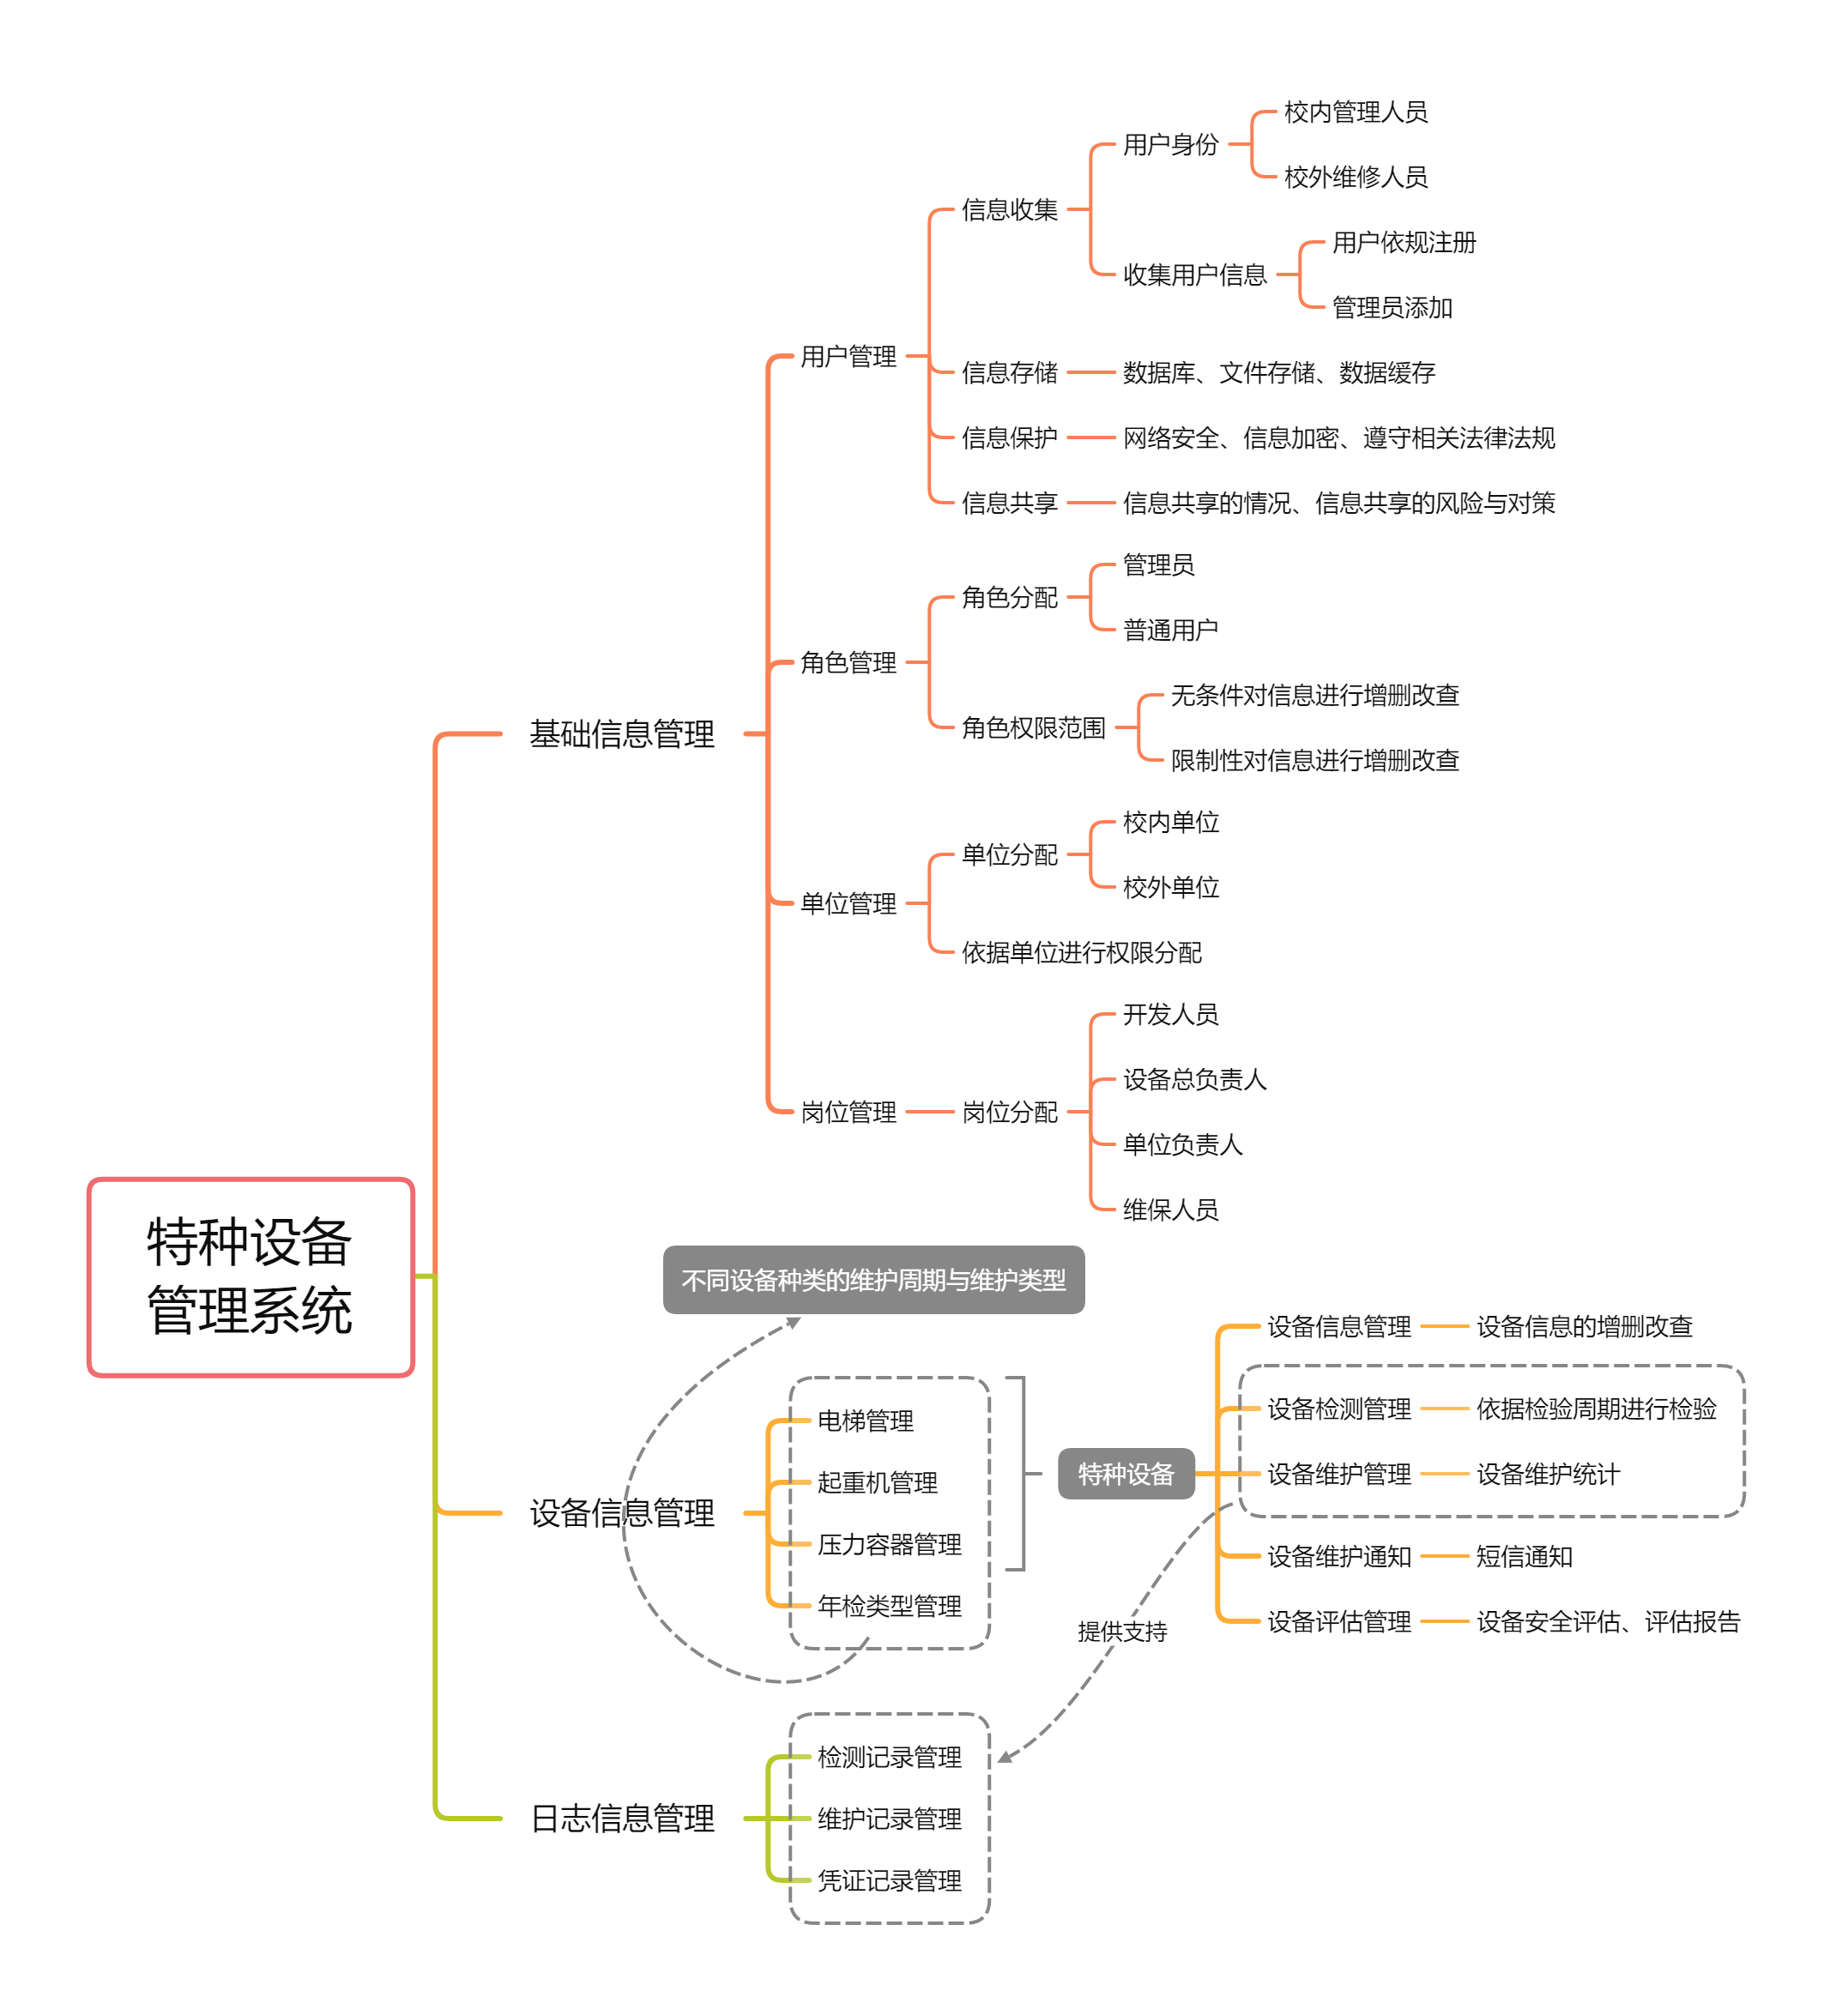 特种设备
管理系统
基础信息管理
用户管理
信息收集
用户身份
校内管理人员
校外维修人员
收集用户信息
用户依规注册
管理员添加
信息存储
数据库、文件存储、数据缓存
信息保护
网络安全、信息加密、遵守相关法律法规
信息共享
信息共享的情况、信息共享的风险与对策
角色管理
角色分配
管理员
普通用户
角色权限范围
无条件对信息进行增删改查
限制性对信息进行增删改查
单位管理
单位分配
校内单位
校外单位
依据单位进行权限分配
岗位管理
岗位分配
开发人员
设备总负责人
单位负责人
维保人员
不同设备种类的维护周期与维护类型
设备信息管理
电梯管理
起重机管理
压力容器管理
年检类型管理
特种设备
设备信息管理
设备信息的增删改查
设备检测管理
依据检验周期进行检验
设备维护管理
设备维护统计
设备维护通知
短信通知
设备评估管理
设备安全评估、评估报告
提供支持
日志信息管理
检测记录管理
维护记录管理
凭证记录管理